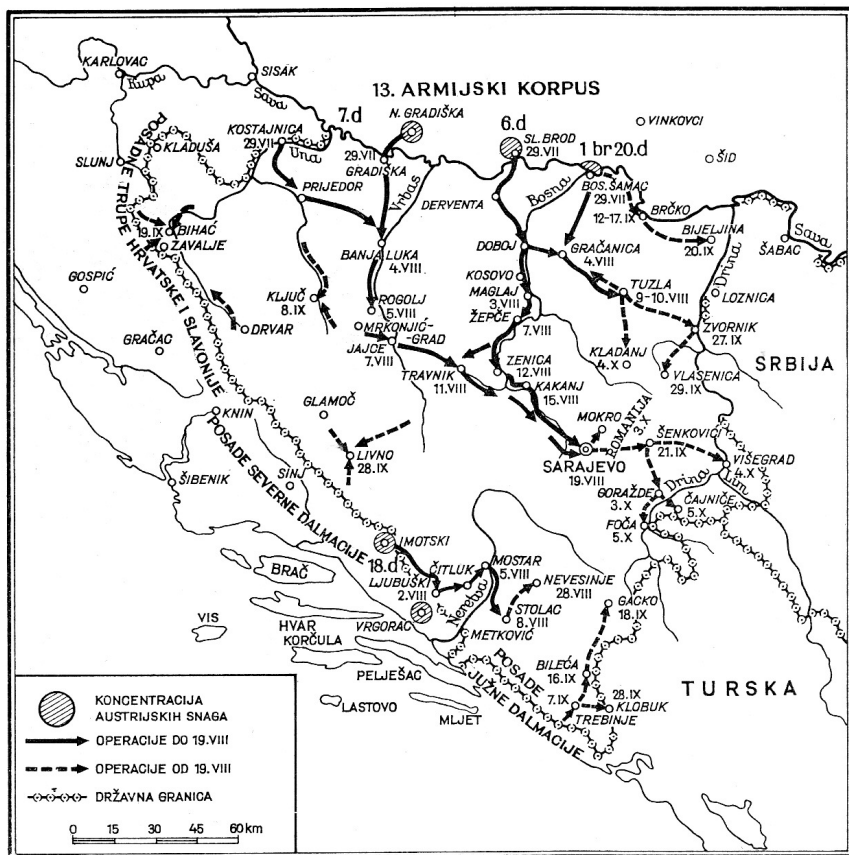 KARLOVAC
SISAK
Kupa
Sava
13. ARMIJSKI KORPUS
7.d
N. GRADIŠKA
6.d
SL. BROD
29.VII
1 br 20.d
VINKOVCI
ŠID
POSADNE TRUPE HRVATSKE I SLAVONIJE
KLADUŠA
KOSTAJNICA
29.VII
Una
29.VII
GRADIŠKA
SLUNJ
PRIJEDOR
Vrbas
DERVENTA
Bosna
BOS. ŠAMAC
29.VII
12-17.IX
BRČKO
BIJELJINA
20.IX
Sava
ŠABAC
19.IX
BIHAĆ
ZAVALJE
BANJA LUKA
4.VIII
DOBOJ
GRAČANICA
4.VIII
Drina
GOSPIĆ
KLJUČ
8.IX
ROGOLJ
5.VIII
KOSOVO
MAGLAJ
3.VIII
TUZLA
9-10.VIII
LOZNICA
GRAČAC
DRVAR
MRKONJIĆ-
GRAD
ŽEPČE
7.VIII
ZVORNIK
27.IX
JAJCE
7.VIII
KLADANJ
4.X
SRBIJA
TRAVNIK
11.VIII
ZENICA
12.VIII
VLASENICA
29.IX
KAKANJ
15.VIII
KNIN
GLAMOČ
MOKRO
ROMANIJA
3.X
ŠENKOVIĆI
21.IX
POSADE SEVERNE DALMACIJE
ŠIBENIK
SINJ
LIVNO
28.IX
SARAJEVO
19.VIII
VIŠEGRAD
4.X
Drina
Lim
GORAŽDE
3.X
ČAJNIČE
5.X
FOČA
5.X
IMOTSKI
18.d
BRAČ
ČITLUK
LJUBUŠKI
2.VIII
MOSTAR
5.VIII
NEVESINJE
28.VIII
VIS
HVAR
KORČULA
VRGORAC
Neretva
STOLAC
8.VIII
GACKO
18.IX
METKOVIĆ
PELJEŠAC
POSADE
JUŽNE DALMACIJE
BILEĆA
16.IX
TURSKA
LASTOVO
MLJET
7.IX
TREBINJE
28.IX
KLOBUK
KONCENTRACIJA
AUSTRIJSKIH SNAGA
OPERACIJE DO 19.VIII
OPERACIJE OD 19.VIII
DRŽAVNA GRANICA
0 15 30 45 60 km